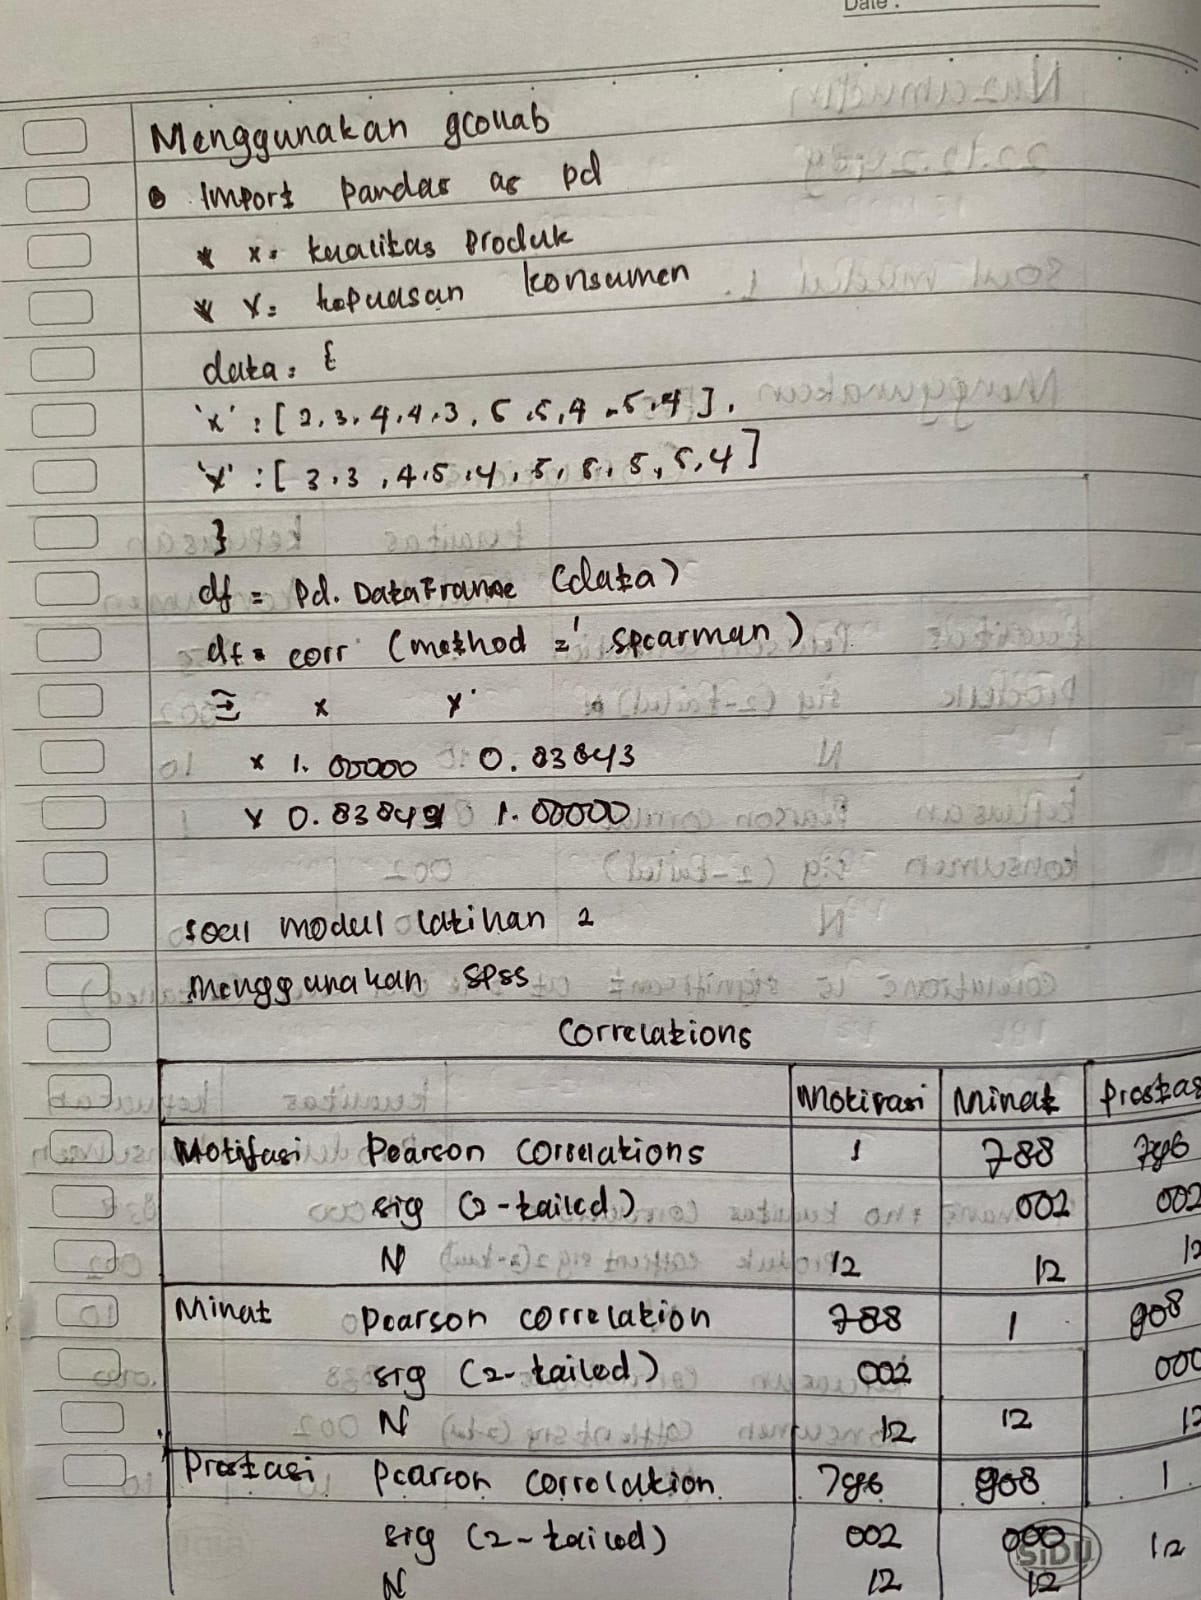 Date :
Menggunakan gcollab
Import pandas as pd
* x = kualitas produk
* Y = kepuasan konsumen
data = {
'x' : [ 2, 3, 4, 4, 3, 5, 5, 4, 5, 4 ],
'Y' : [ 3, 3, 4, 5, 4, 5, 5, 5, 5, 4 ]
}
df = pd. DataFrame (data)
df = corr (method =' spearman )
x Y
x 1. 00000 0. 83843
Y 0. 1.00000
soal modul latihan 2
Menggunakan SPSS
Correlations
Motivasi Minat Prestas
Motifasi Pearson Correlations 1 788 796
sig (2-tailed) 002 002
N 12 12 12
Minat Pearson correlation 788 1 908
sig (2-tailed) 002 000
N 12 12 12
Prestasi Pearson correlation 796 908 1
sig (2-tailed) 002 000 12
N 12 12
SIDU